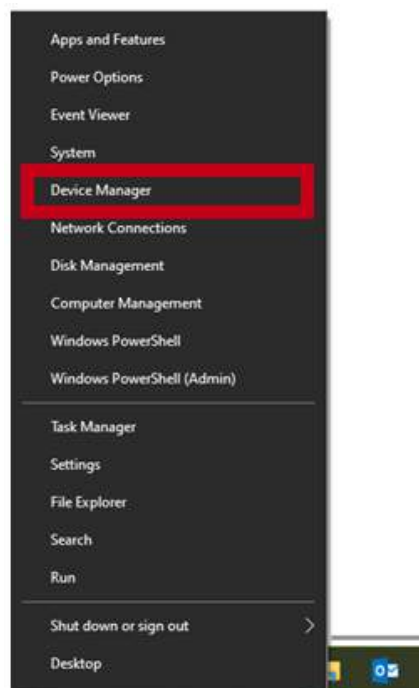 Apps and Features
Power Options
Event Viewer
System
Device Manager
Network Connections
Disk Management
Computer Management
Windows PowerShell
Windows PowerShell (Admin)
Task Manager
Settings
File Explorer
Search
Run
Shut down or sign out
Desktop